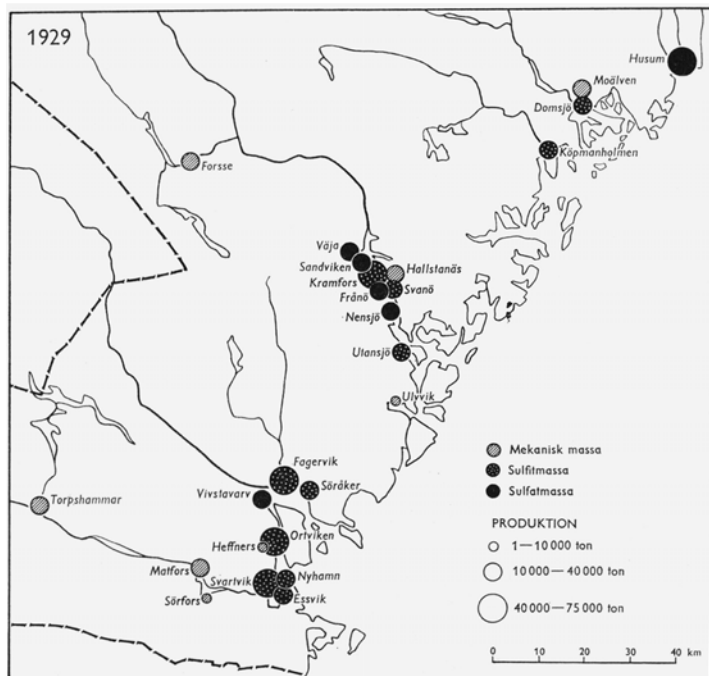 1929
Husum
Moälven
Domsjö
Köpmanholmen
Forsse
Väja
Sandviken
Hallstanäs
Kramfors
Svanö
Frånö
Nensjö
Utansjö
Ulvvik
Fagervik
Söråker
Vivstavarv
Torpshammar
Ortviken
Heffners
Matfors
Svartvik
Nyhamn
Sörfors
Essvik
Mekanisk massa
Sulfitmassa
Sulfatmassa
PRODUKTION
1—10 000 ton
10 000 — 40 000 ton
40 000 — 75 000 ton
0 10 20 30 40 km